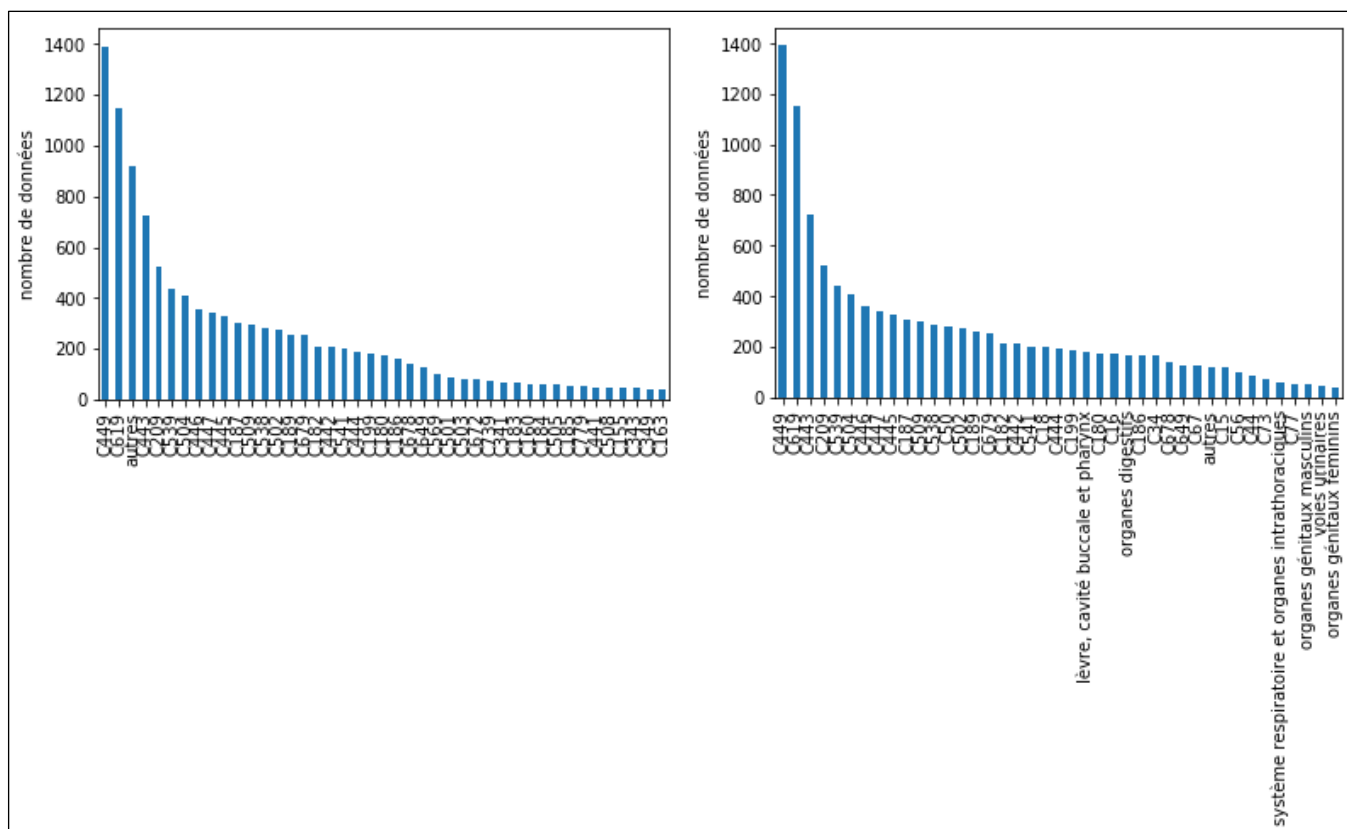 nombre de données
1400
1200
1000
800
600
400
200
0
C449
C619
autres
C443
C209
C539
C504
C446
C447
C445
C187
C509
C538
C502
C189
C679
C182
C442
C541
C444
C199
C180
C186
C678
C649
C569
C501
C503
C672
C739
C341
C183
C160
C184
C505
C185
C779
C441
C508
C155
C343
C349
C163
nombre de données
1400
1200
1000
800
600
400
200
0
C449
C619
C443
C209
C539
C504
C446
C447
C445
C187
C509
C538
C50
C502
C189
C679
C182
C442
C541
C18
C444
C199
lèvre, cavité buccale et pharynx
C180
C16
organes digestifs
C186
C34
C678
C649
C67
autres
C15
C56
C44
C73
système respiratoire et organes intrathoraciques
C77
organes génitaux masculins
voies urinaires
organes génitaux féminins